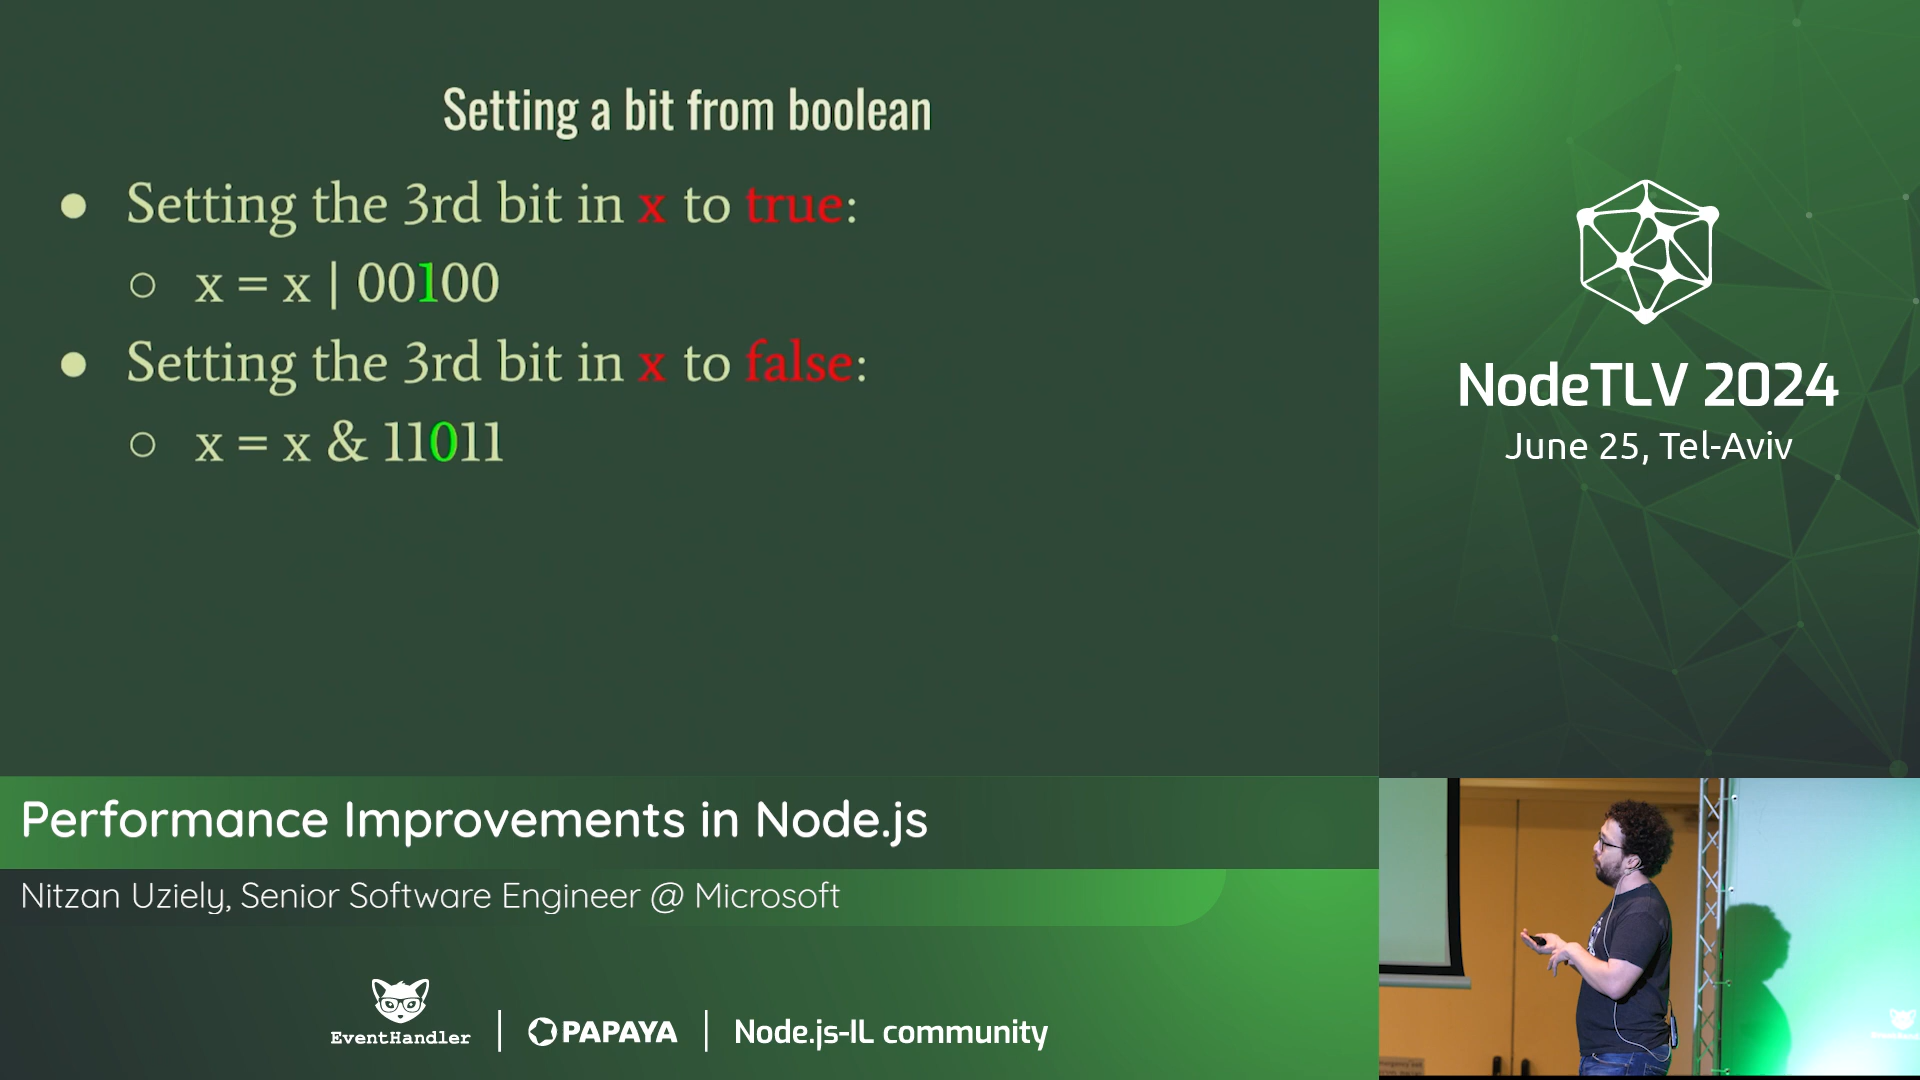 Setting a bit from boolean
● Setting the 3rd bit in x to true:
○ x = x | 00100
● Setting the 3rd bit in x to false:
○ x = x & 11011
NodeTLV 2024
June 25, Tel-Aviv
Performance Improvements in Node.js
Nitzan Uziely, Senior Software Engineer @ Microsoft
EventHandler
PAPAYA
Node.js-IL community